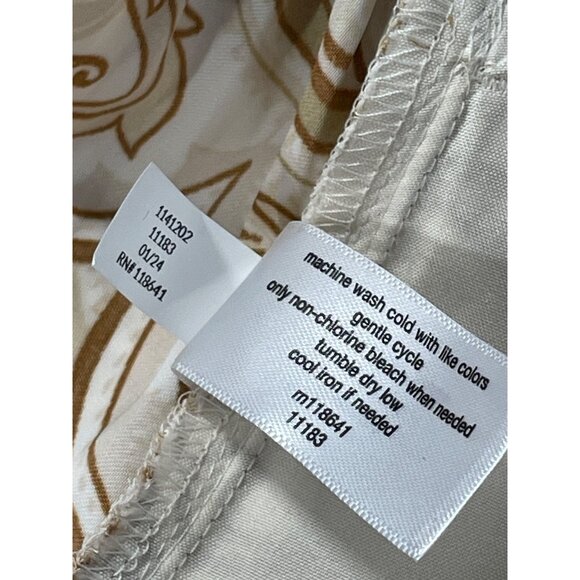 1141202
11183
01/24
RN# 118641
machine wash cold with like colors
gentle cycle
only non-chlorine bleach when needed
tumble dry low
cool iron if needed
rn118641
11183